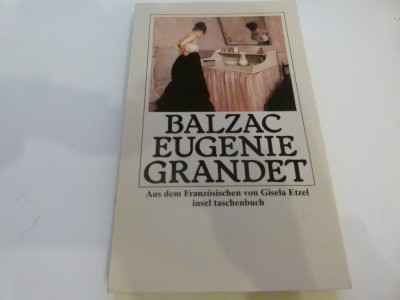 BALZAC
EUGENIE
GRANDET
Aus dem Französischen von Gisela Etzel
insel taschenbuch